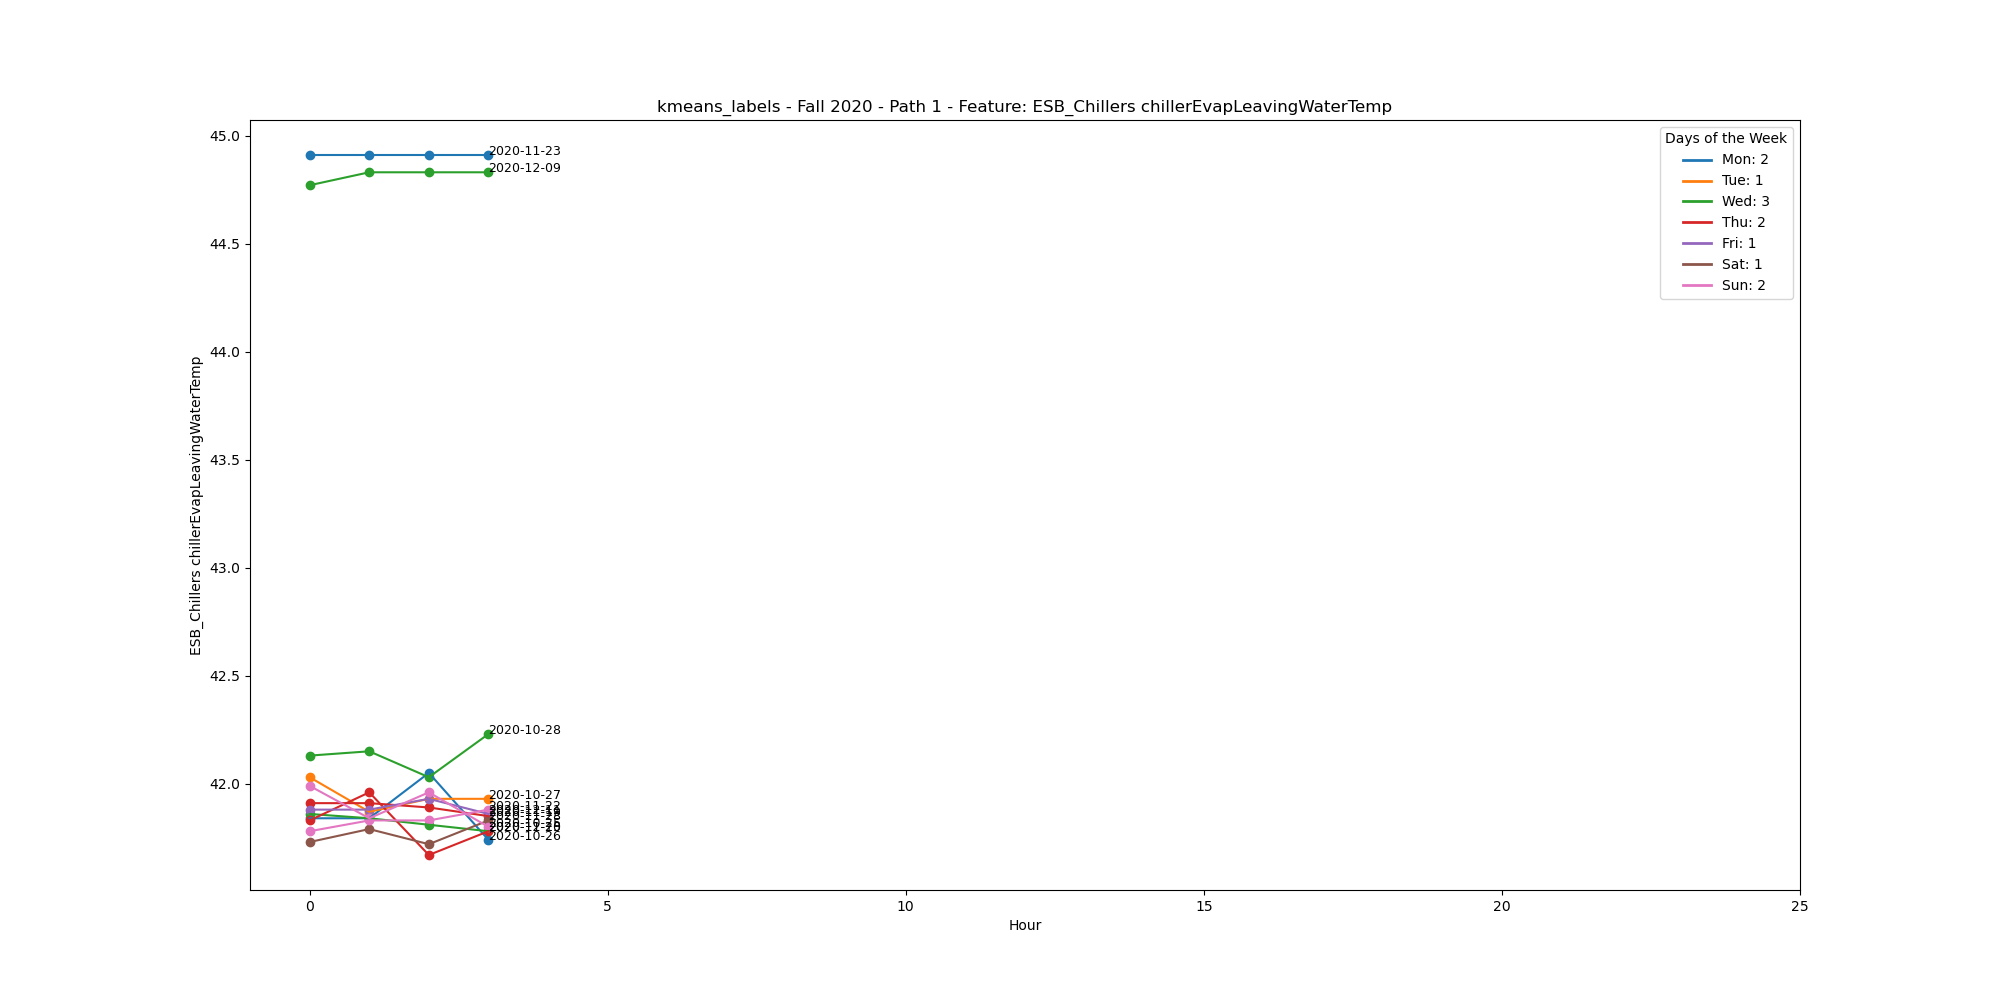 kmeans_labels - Fall 2020 - Path 1 - Feature: ESB_Chillers chillerEvapLeavingWaterTemp
ESB_Chillers chillerEvapLeavingWaterTemp
45.0
44.5
44.0
43.5
43.0
42.5
42.0
2020-11-23
2020-12-09
2020-10-28
2020-10-27
2020-11-22
2020-10-26
Days of the Week
Mon: 2
Tue: 1
Wed: 3
Thu: 2
Fri: 1
Sat: 1
Sun: 2
0
5
10
15
20
25
Hour